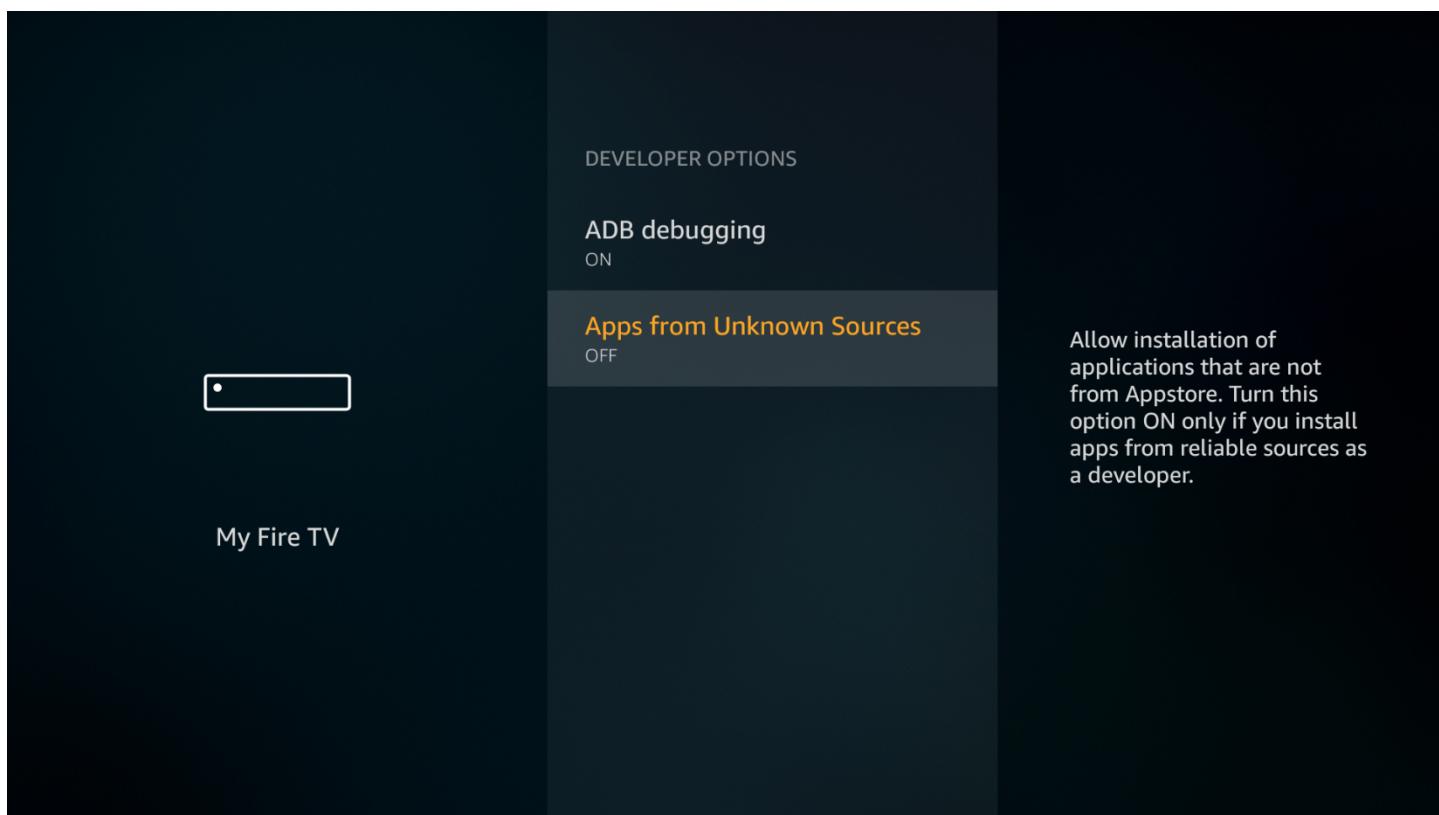 DEVELOPER OPTIONS
ADB debugging
ON
Apps from Unknown Sources
OFF
My Fire TV
Allow installation of
applications that are not
from Appstore. Turn this
option ON only if you install
apps from reliable sources as
a developer.